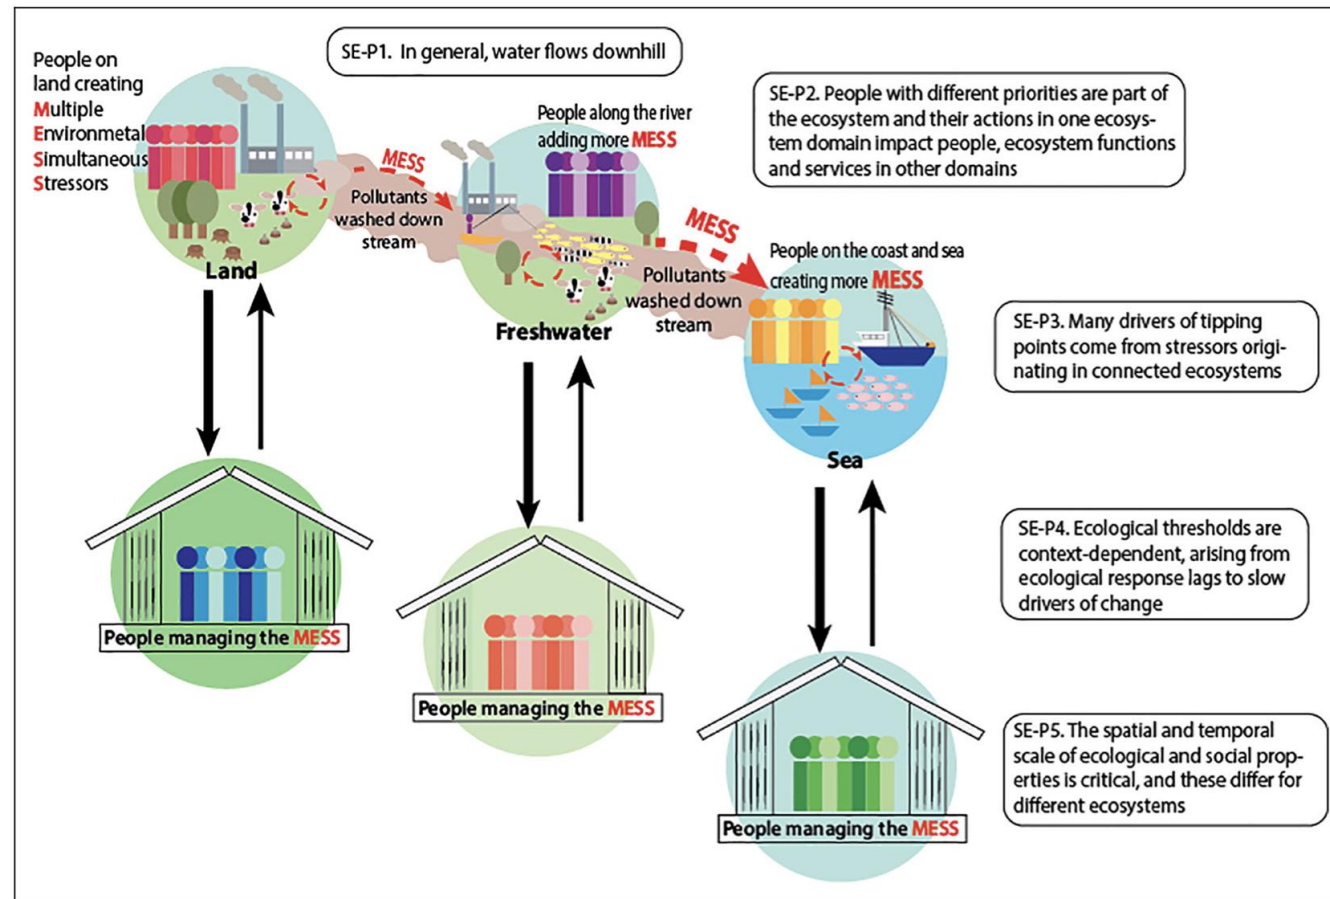 SE-P1. In general, water flows downhill
People on
land creating
Multiple
Environmetal
Simultaneous
Stressors
People along the river
adding more MESS
SE-P2. People with different priorities are part of
the ecosystem and their actions in one ecosys-
tem domain impact people, ecosystem functions
and services in other domains
MESS
Pollutants
washed down
stream
Land
MESS
Pollutants
washed down
stream
Freshwater
People on the coast and sea
creating more MESS
SE-P3. Many drivers of tipping
points come from stressors origi-
nating in connected ecosystems
Sea
SE-P4. Ecological thresholds are
context-dependent, arising from
ecological response lags to slow
drivers of change
People managing the MESS
People managing the MESS
SE-P5. The spatial and temporal
scale of ecological and social prop-
erties is critical, and these differ for
different ecosystems
People managing the MESS